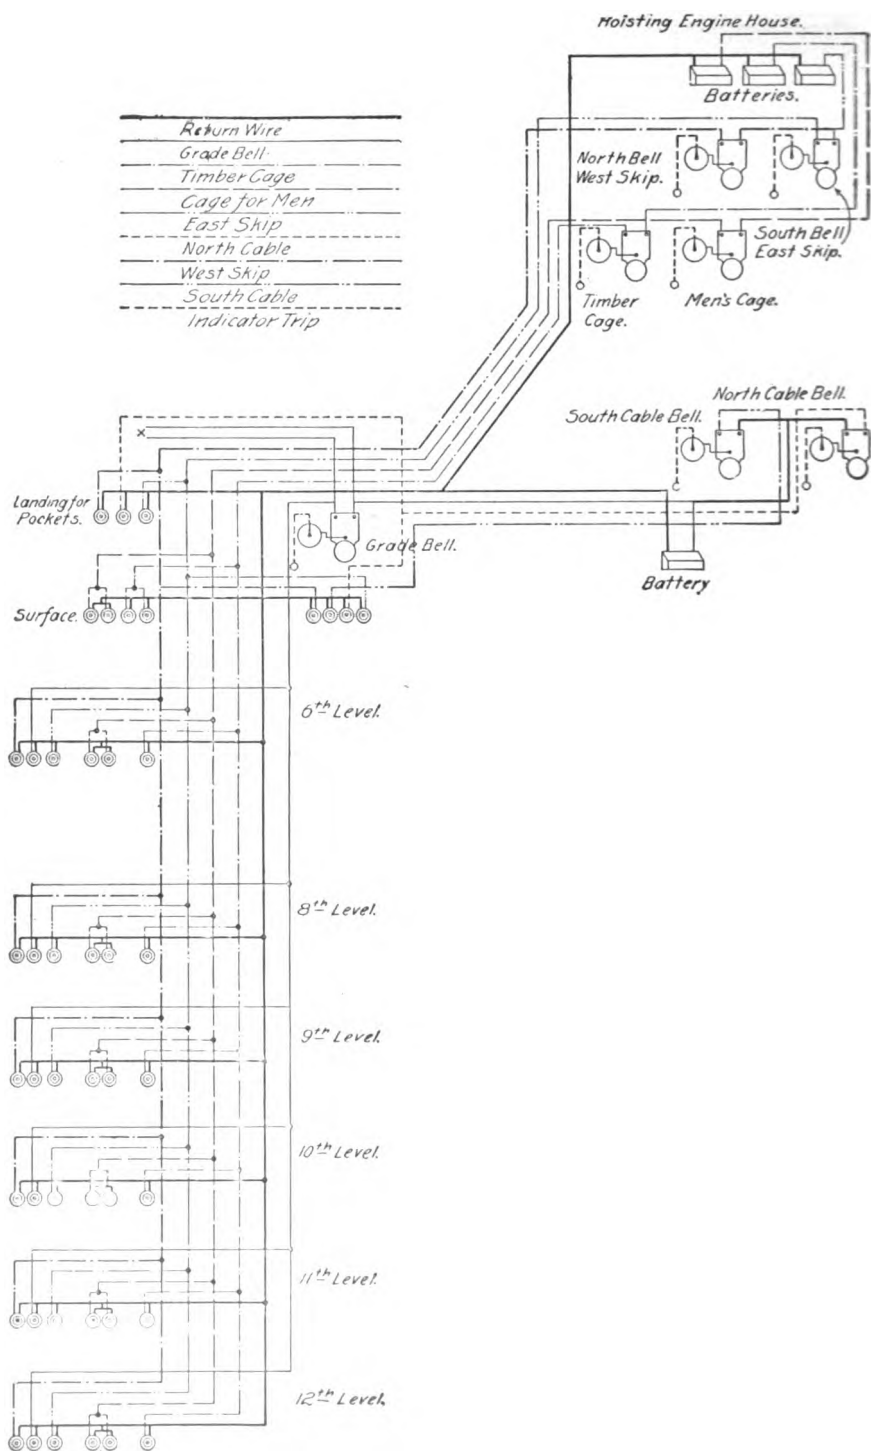 Hoisting Engine House.
Batteries.
Return Wire
Grade Bell
Timber Cage
Cage for Men
East Skip
North Cable
West Skip
South Cable
Indicator Trip
North Bell
West Skip.
South Bell
East Skip.
Timber
Cage.
Men's Cage.
North Cable Bell.
South Cable Bell.
Landing for
Pockets.
Grade Bell.
Battery
Surface.
6th Level.
8th Level.
9th Level.
10th Level.
11th Level.
12th Level.